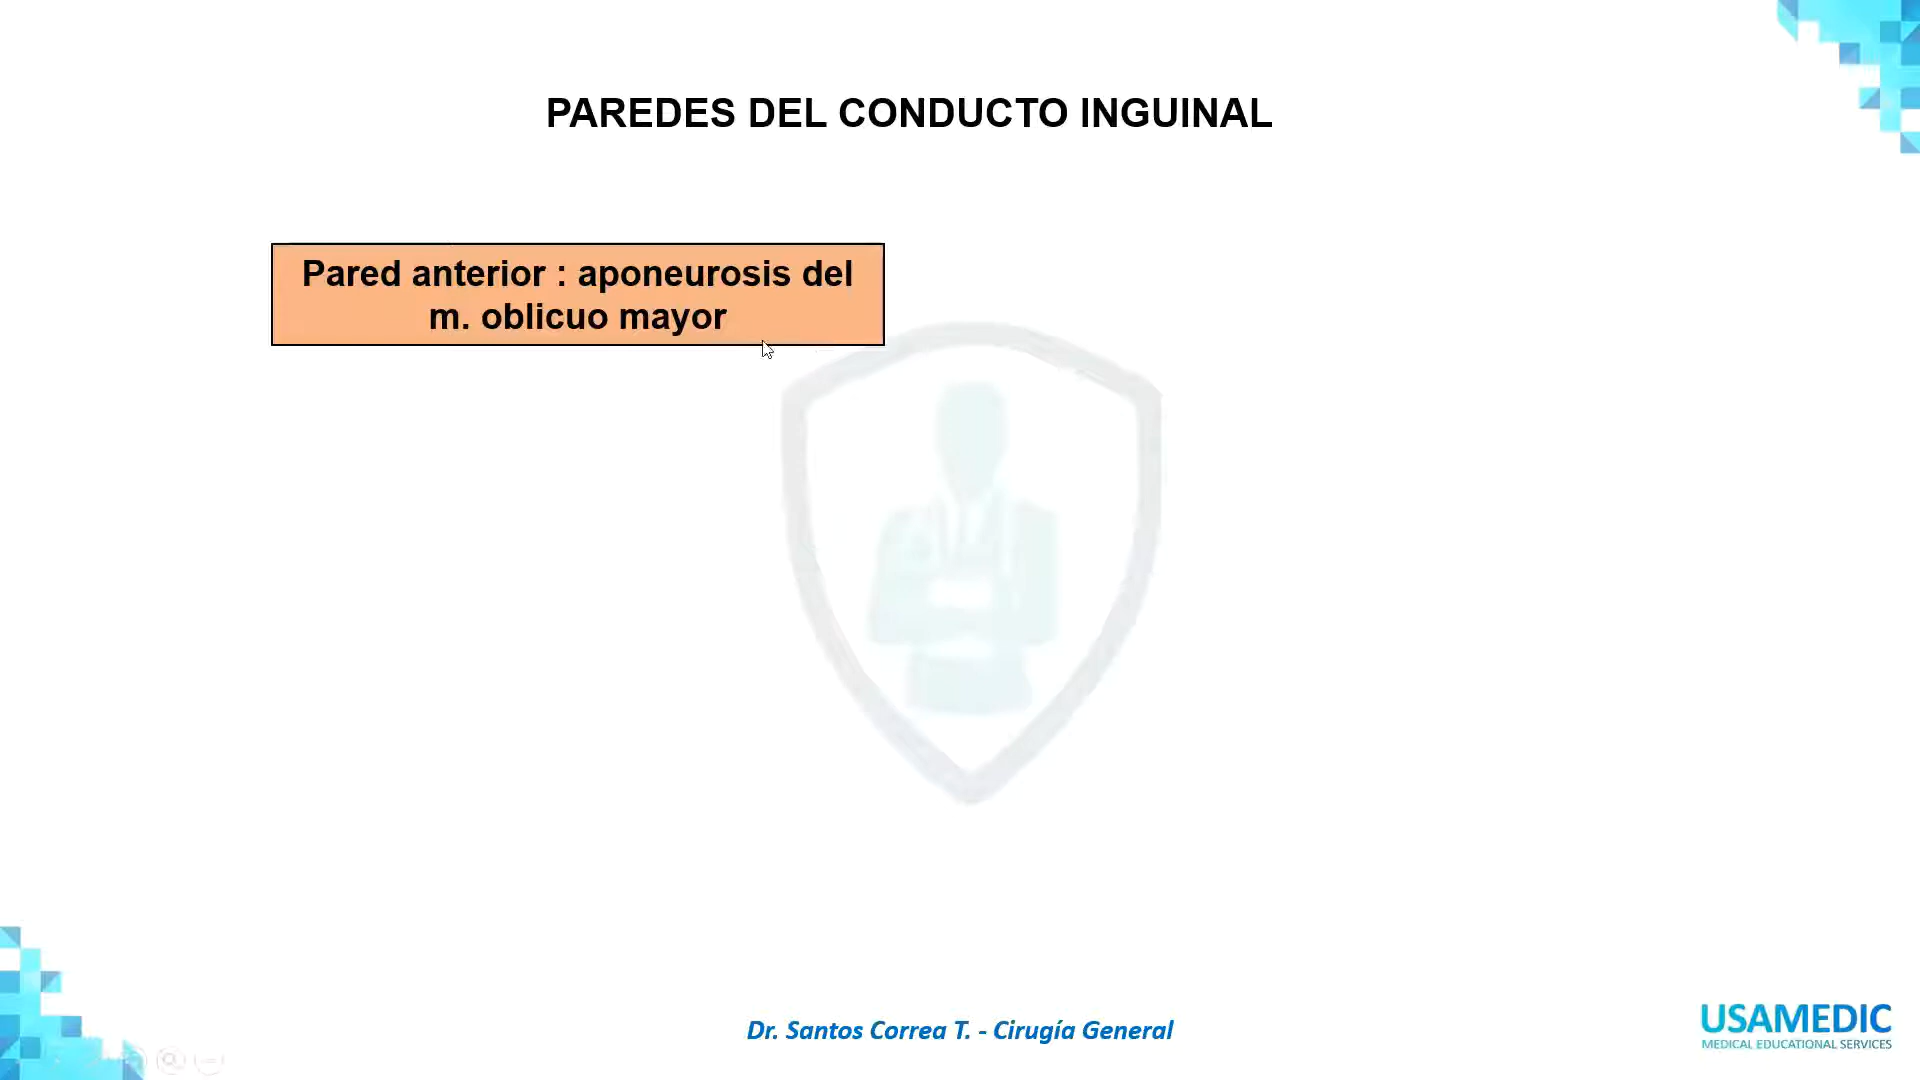 PAREDES DEL CONDUCTO INGUINAL
Pared anterior : aponeurosis del
m. oblicuo mayor
Dr. Santos Correa T. - Cirugía General
USAMEDIC
MEDICAL EDUCATIONAL SERVICES